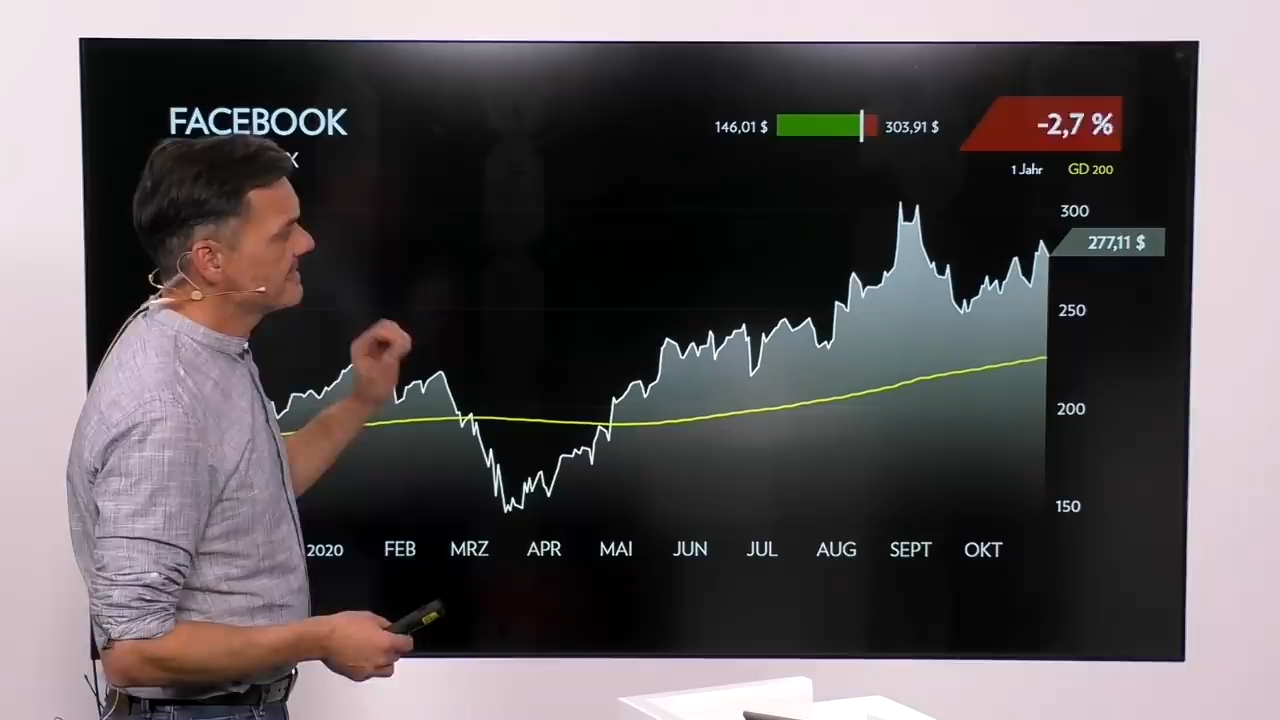 FACEBOOK
X
146,01 $ 303,91 $
-2,7 %
1 Jahr GD 200
300
277,11 $
250
200
150
2020 FEB MRZ APR MAI JUN JUL AUG SEPT OKT